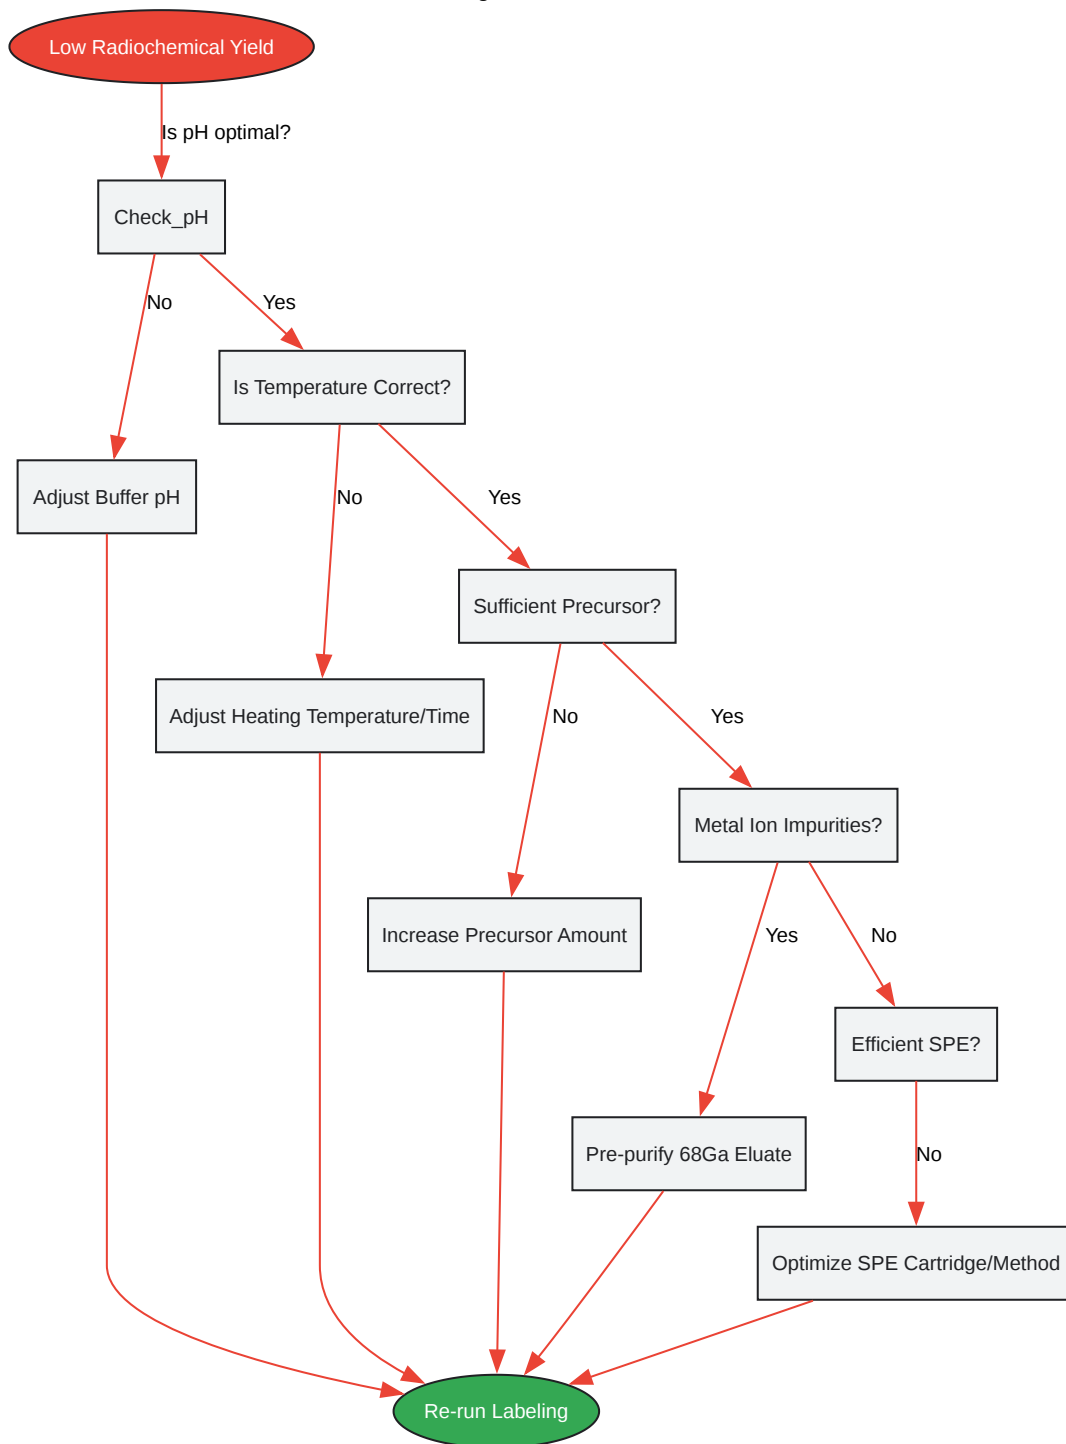 Low Radiochemical Yield
Is pH optimal?
Check_pH
No
Yes
Is Temperature Correct?
Adjust Buffer pH
No
Yes
Sufficient Precursor?
Adjust Heating Temperature/Time
No
Yes
Metal Ion Impurities?
Increase Precursor Amount
Yes
No
Efficient SPE?
Pre-purify 68Ga Eluate
No
Optimize SPE Cartridge/Method
Re-run Labeling